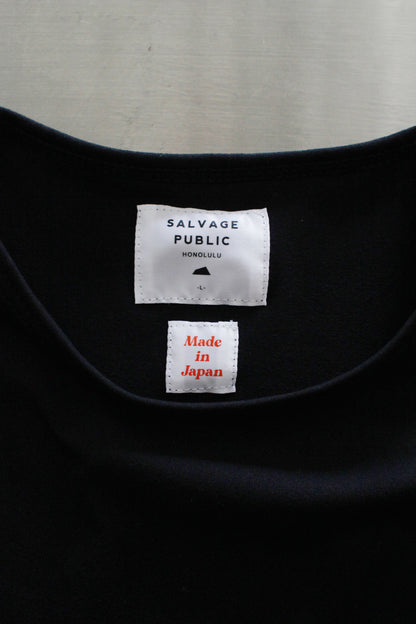 SALVAGE
PUBLIC
HONOLULU
-L-
Made
in
Japan